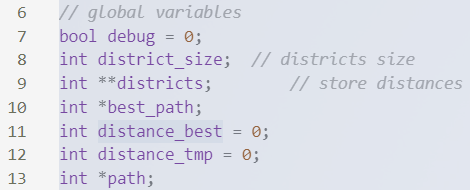 6 // global variables
7 bool debug = 0;
8 int district_size;  // districts size
9 int **districts;        // store distances
10 int *best_path;
11 int distance_best = 0;
12 int distance_tmp = 0;
13 int *path;